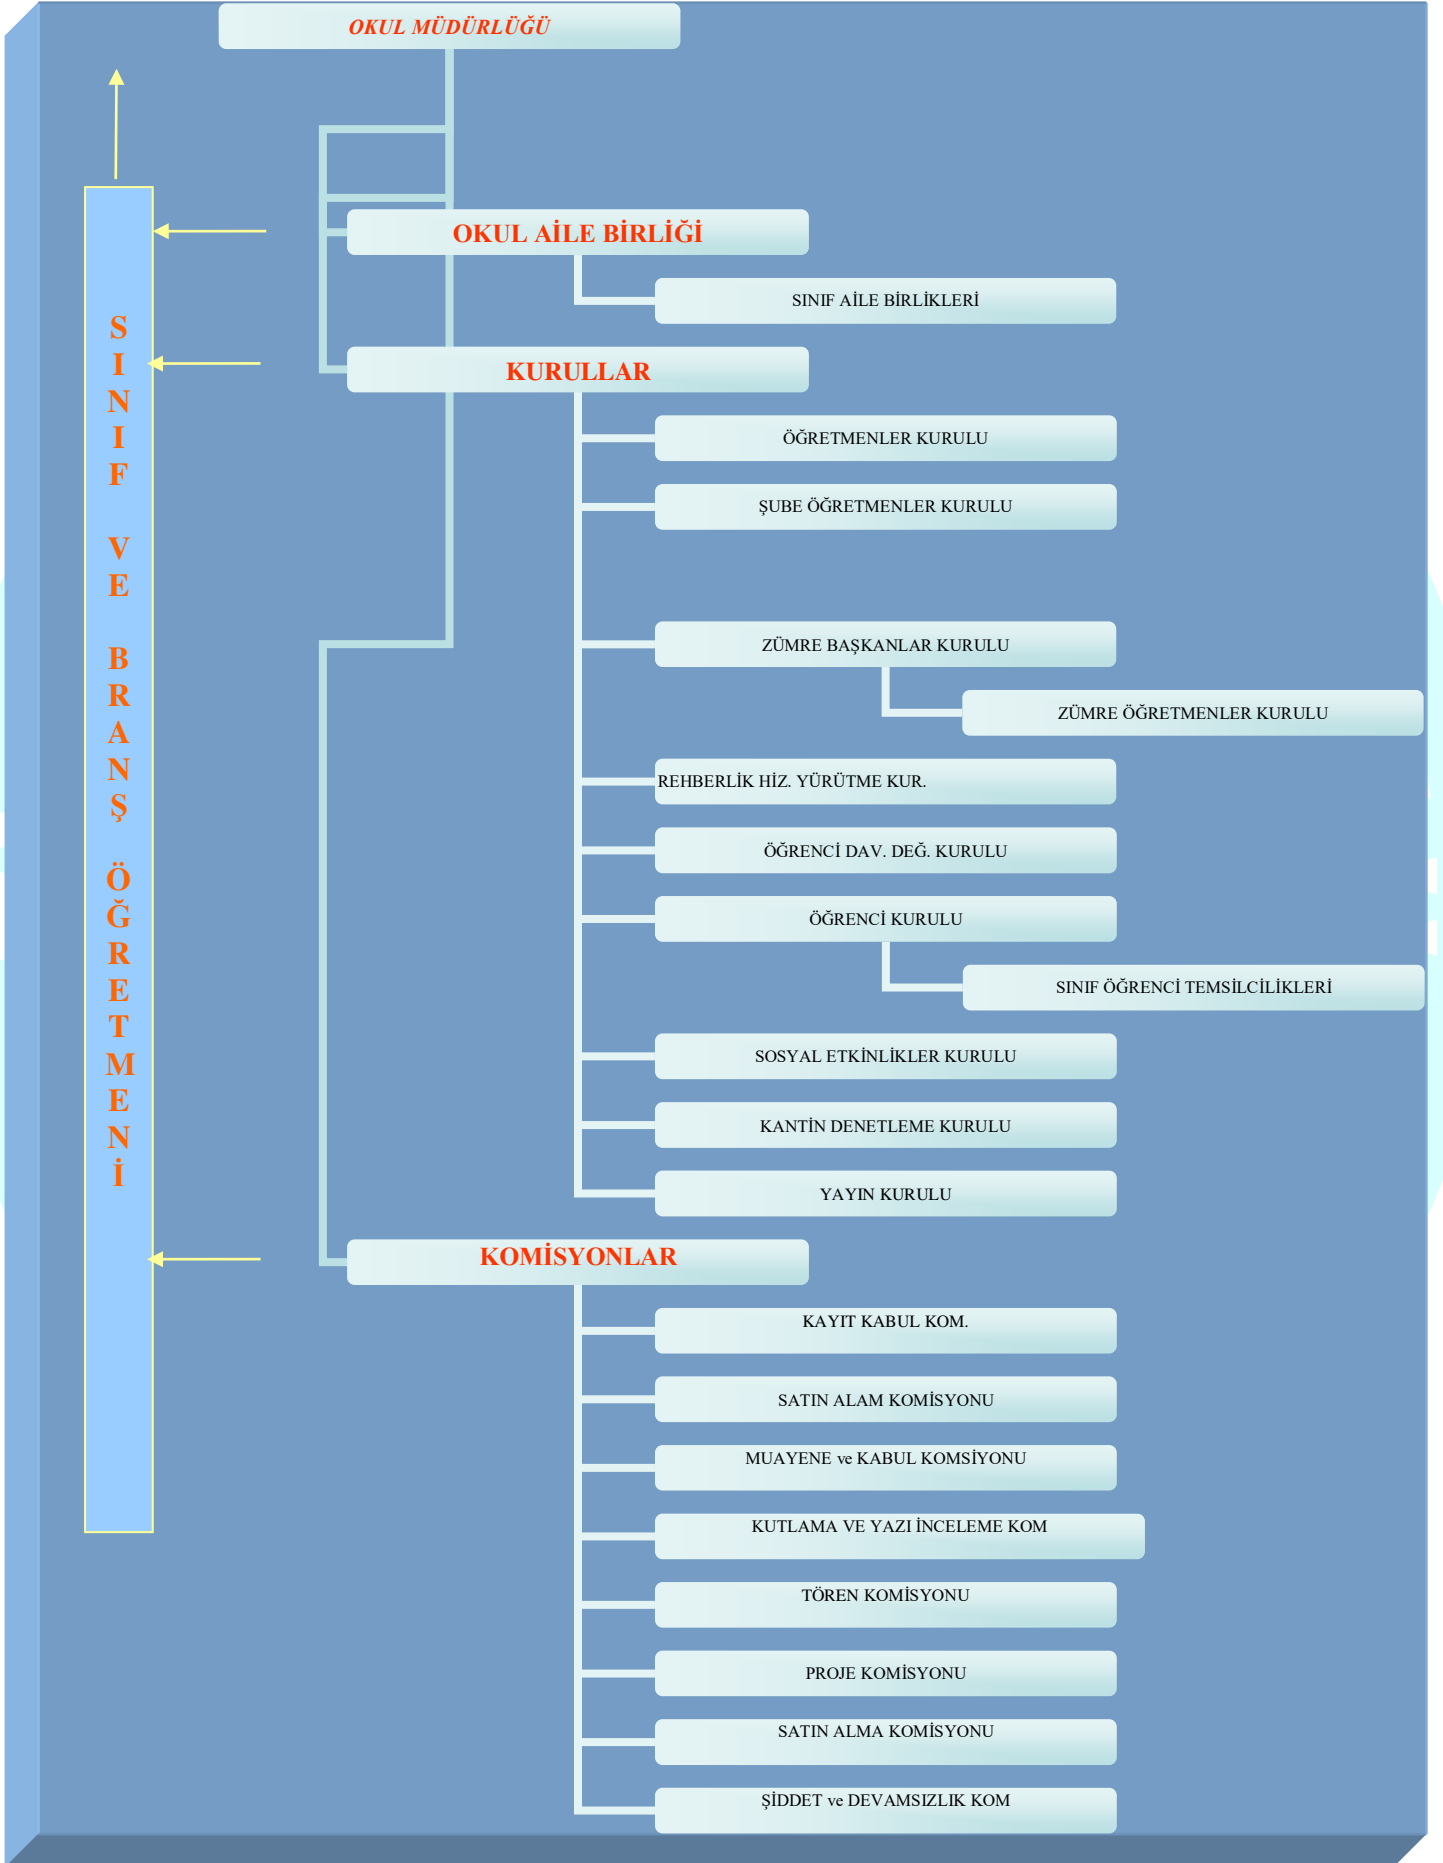 OKUL MÜDÜRLÜĞÜ
OKUL AİLE BİRLİĞİ
SINIF AİLE BİRLİKLERİ
KURULLAR
ÖĞRETMENLER KURULU
ŞUBE ÖĞRETMENLER KURULU
ZÜMRE BAŞKANLAR KURULU
ZÜMRE ÖĞRETMENLER KURULU
REHBERLİK HİZ. YÜRÜTME KUR.
ÖĞRENCİ DAV. DEĞ. KURULU
ÖĞRENCİ KURULU
SINIF ÖĞRENCİ TEMSİLCİLİKLERİ
SOSYAL ETKİNLİKLER KURULU
KANTİN DENETLEME KURULU
YAYIN KURULU
KOMİSYONLAR
KAYIT KABUL KOM.
SATIN ALAM KOMİSYONU
MUAYENE ve KABUL KOMSİYONU
KUTLAMA VE YAZI İNCELEME KOM
TÖREN KOMİSYONU
PROJE KOMİSYONU
SATIN ALMA KOMİSYONU
ŞİDDET ve DEVAMSIZLIK KOM
SINIF VE BRANŞ ÖĞRETMENİ